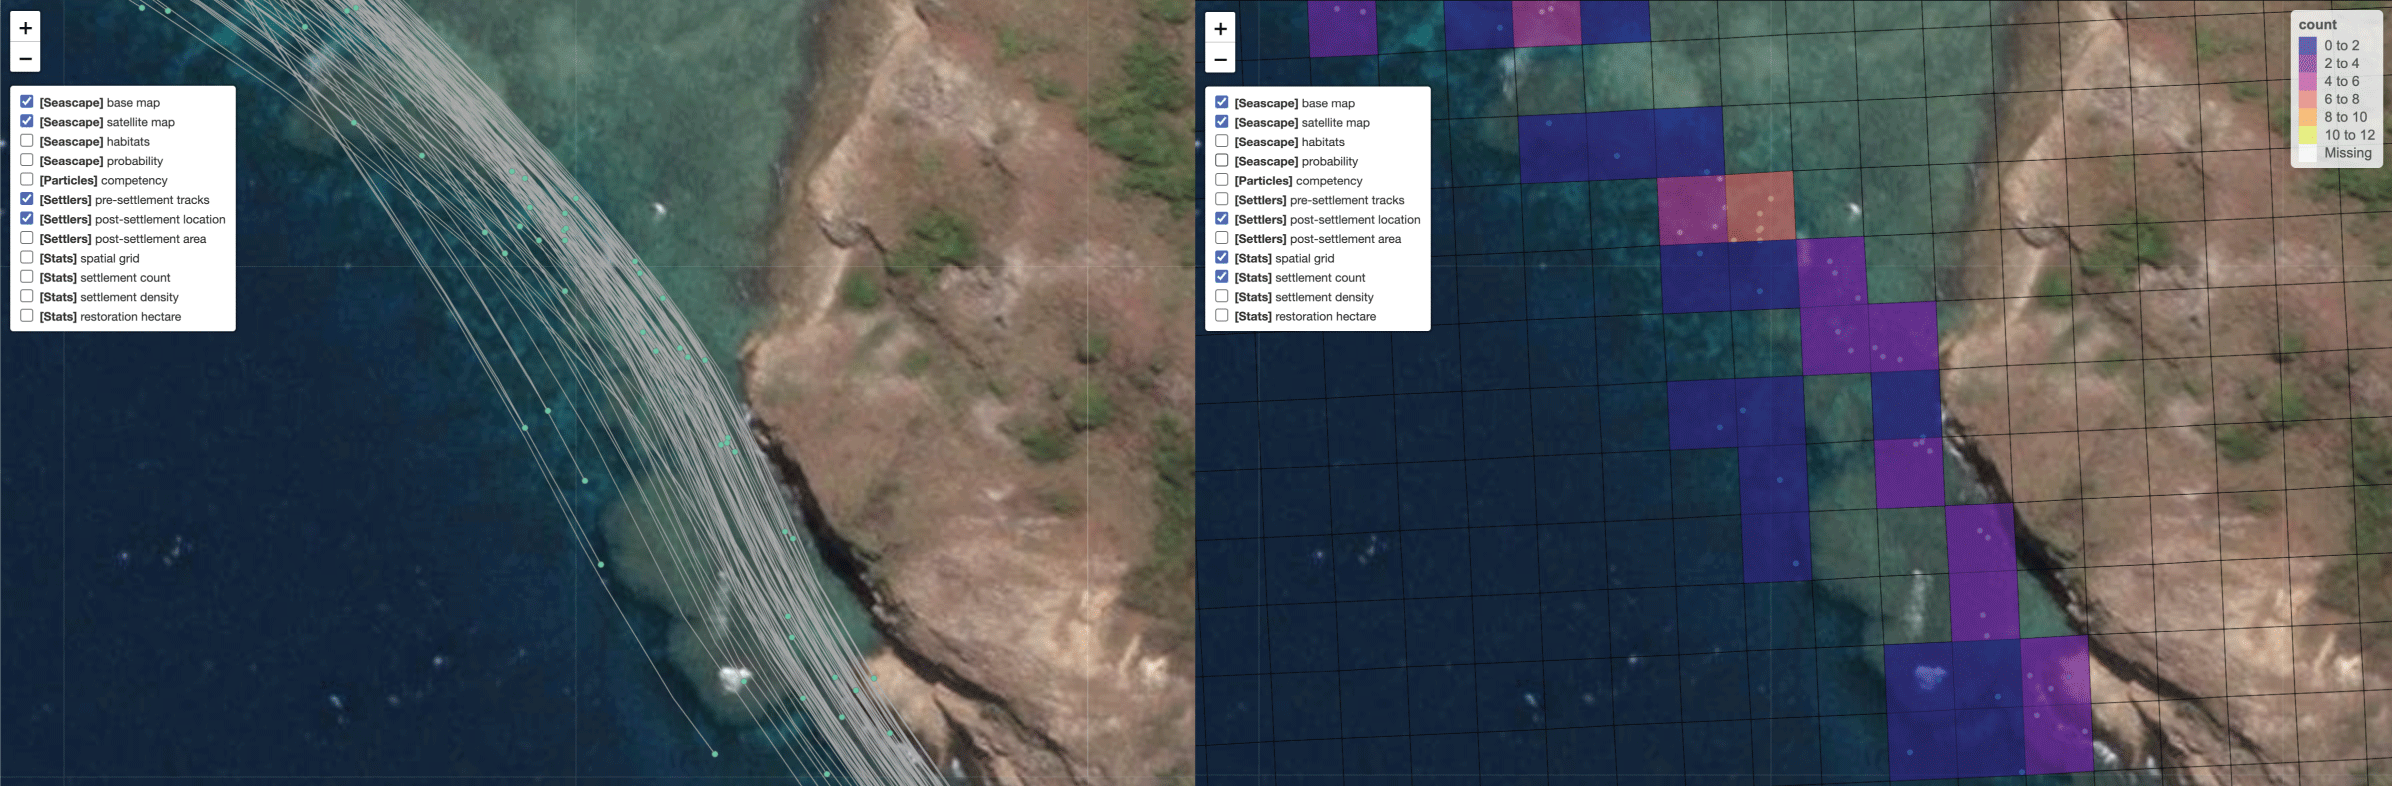 +
−
[Seascape] base map
[Seascape] satellite map
[Seascape] habitats
[Seascape] probability
[Particles] competency
[Settlers] pre-settlement tracks
[Settlers] post-settlement location
[Settlers] post-settlement area
[Stats] spatial grid
[Stats] settlement count
[Stats] settlement density
[Stats] restoration hectare
+
−
[Seascape] base map
[Seascape] satellite map
[Seascape] habitats
[Seascape] probability
[Particles] competency
[Settlers] pre-settlement tracks
[Settlers] post-settlement location
[Settlers] post-settlement area
[Stats] spatial grid
[Stats] settlement count
[Stats] settlement density
[Stats] restoration hectare
count
0 to 2
2 to 4
4 to 6
6 to 8
8 to 10
10 to 12
Missing